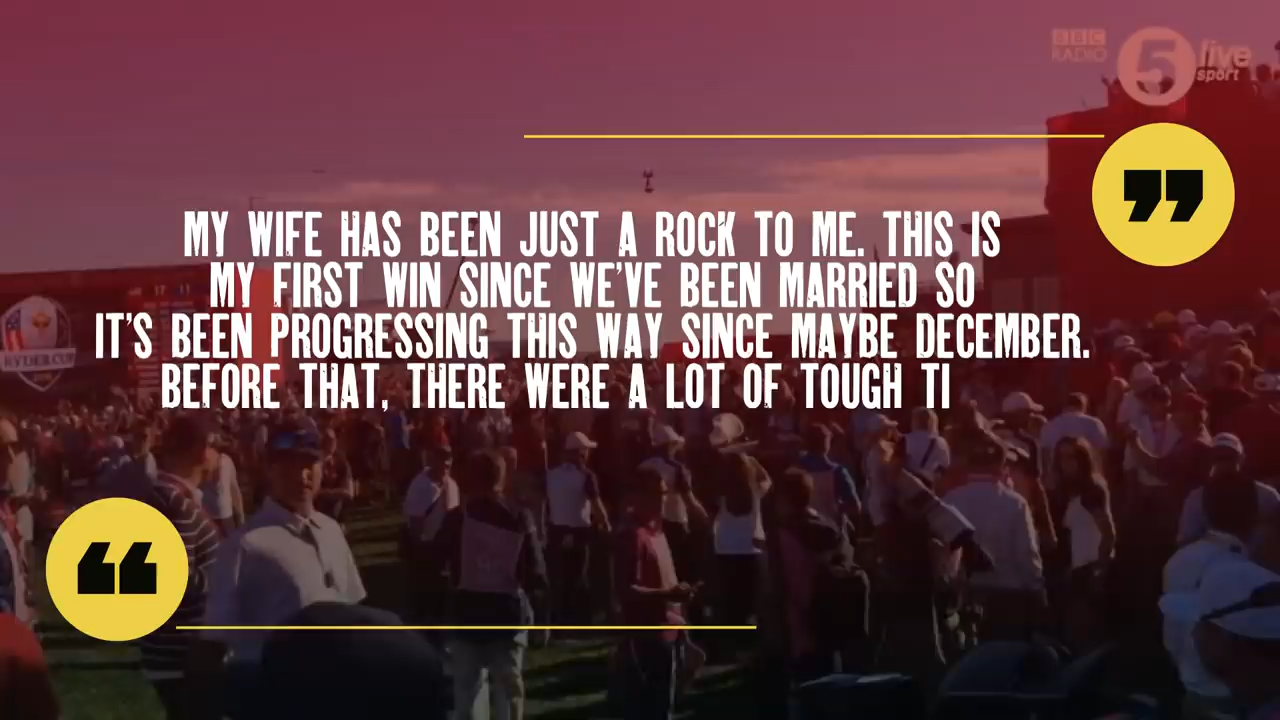 BBC
RADIO
5 live
sport
MY WIFE HAS BEEN JUST A ROCK TO ME. THIS IS
MY FIRST WIN SINCE WE'VE BEEN MARRIED SO
IT'S BEEN PROGRESSING THIS WAY SINCE MAYBE DECEMBER.
BEFORE THAT, THERE WERE A LOT OF TOUGH TI
RYDER CUP